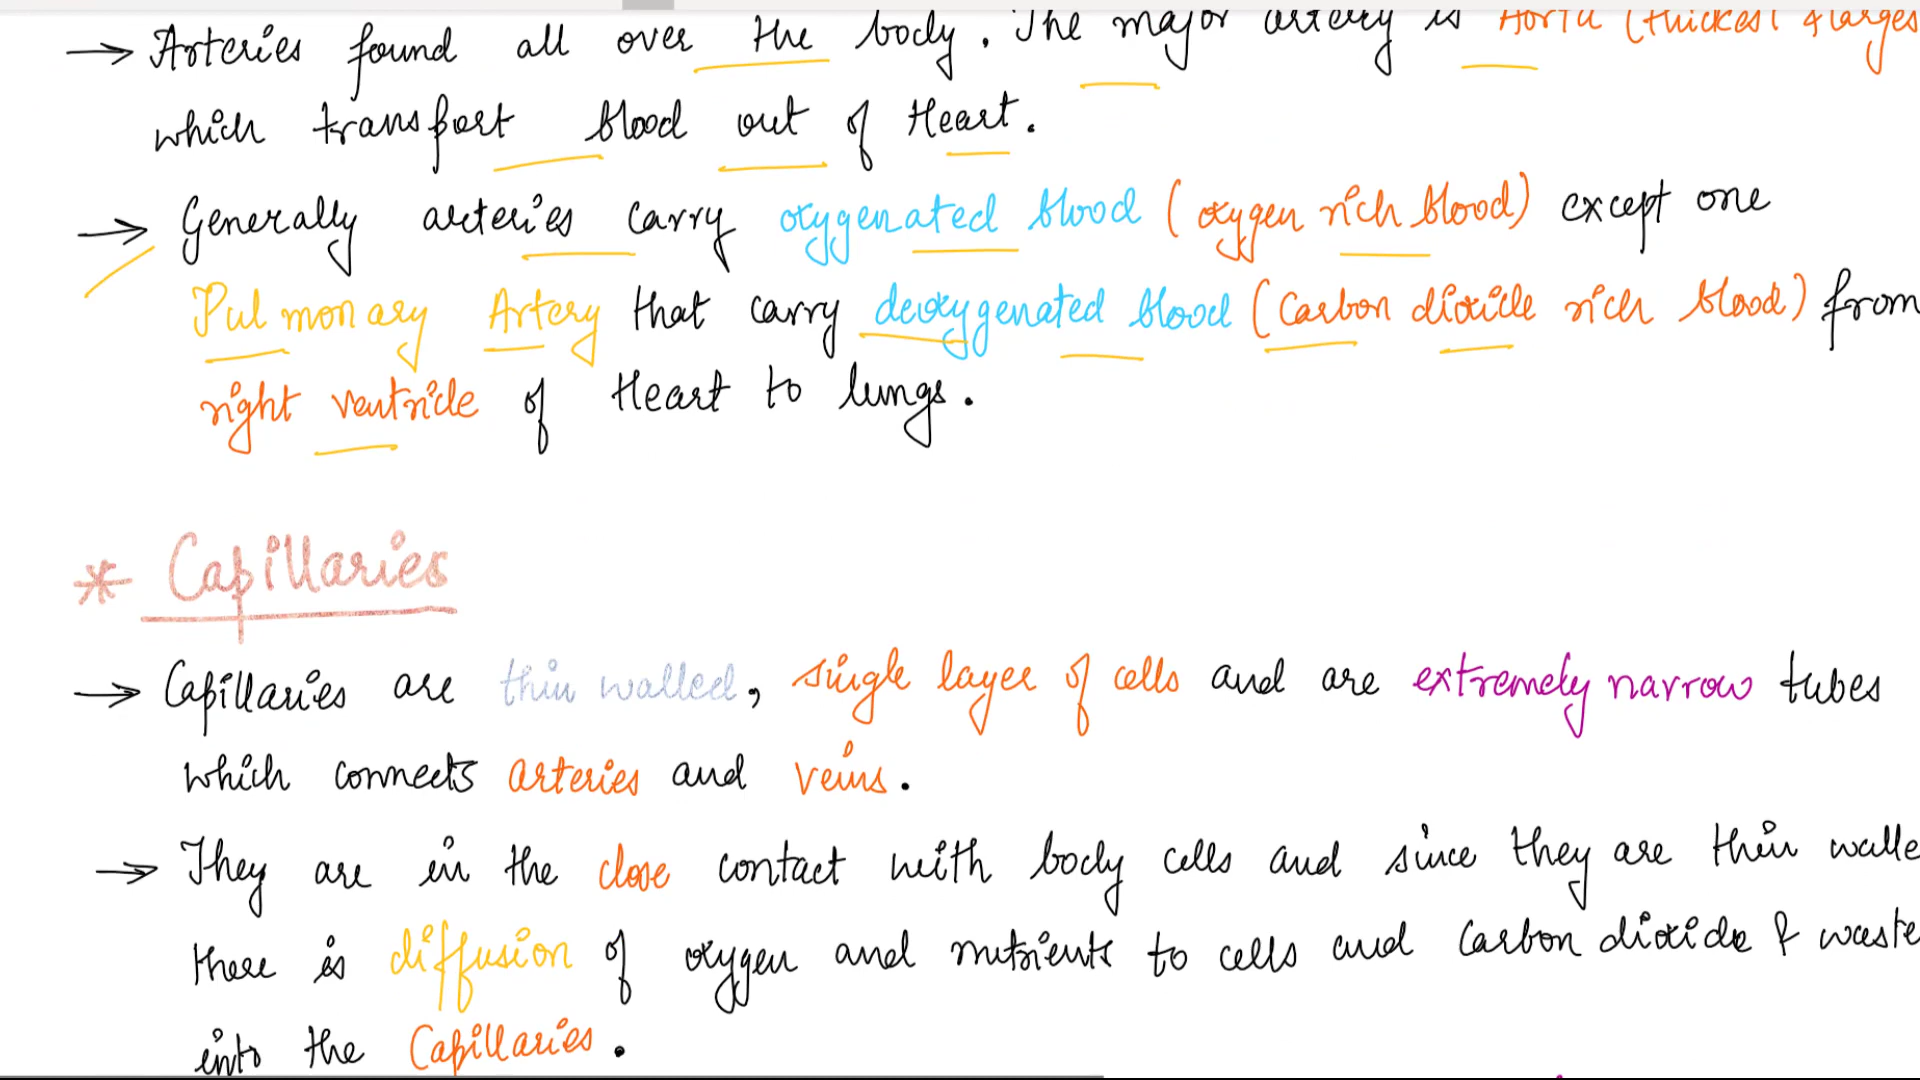 → Arteries found all over the body. The major artery is Aorta (thickest & larges
which transport blood out of Heart.
→ Generally arteries carry oxygenated blood (oxygen rich blood) except one
Pulmonary Artery that carry deoxygenated blood (Carbon dioxide rich blood) from
right ventricle of Heart to lungs.
* Capillaries
→ Capillaries are thin walled, single layer of cells and are extremely narrow tubes
which connects arteries and veins.
→ They are in the close contact with body cells and since they are thin walle
there is diffusion of oxygen and nutrients to cells and Carbon dioxide & waste
into the Capillaries.